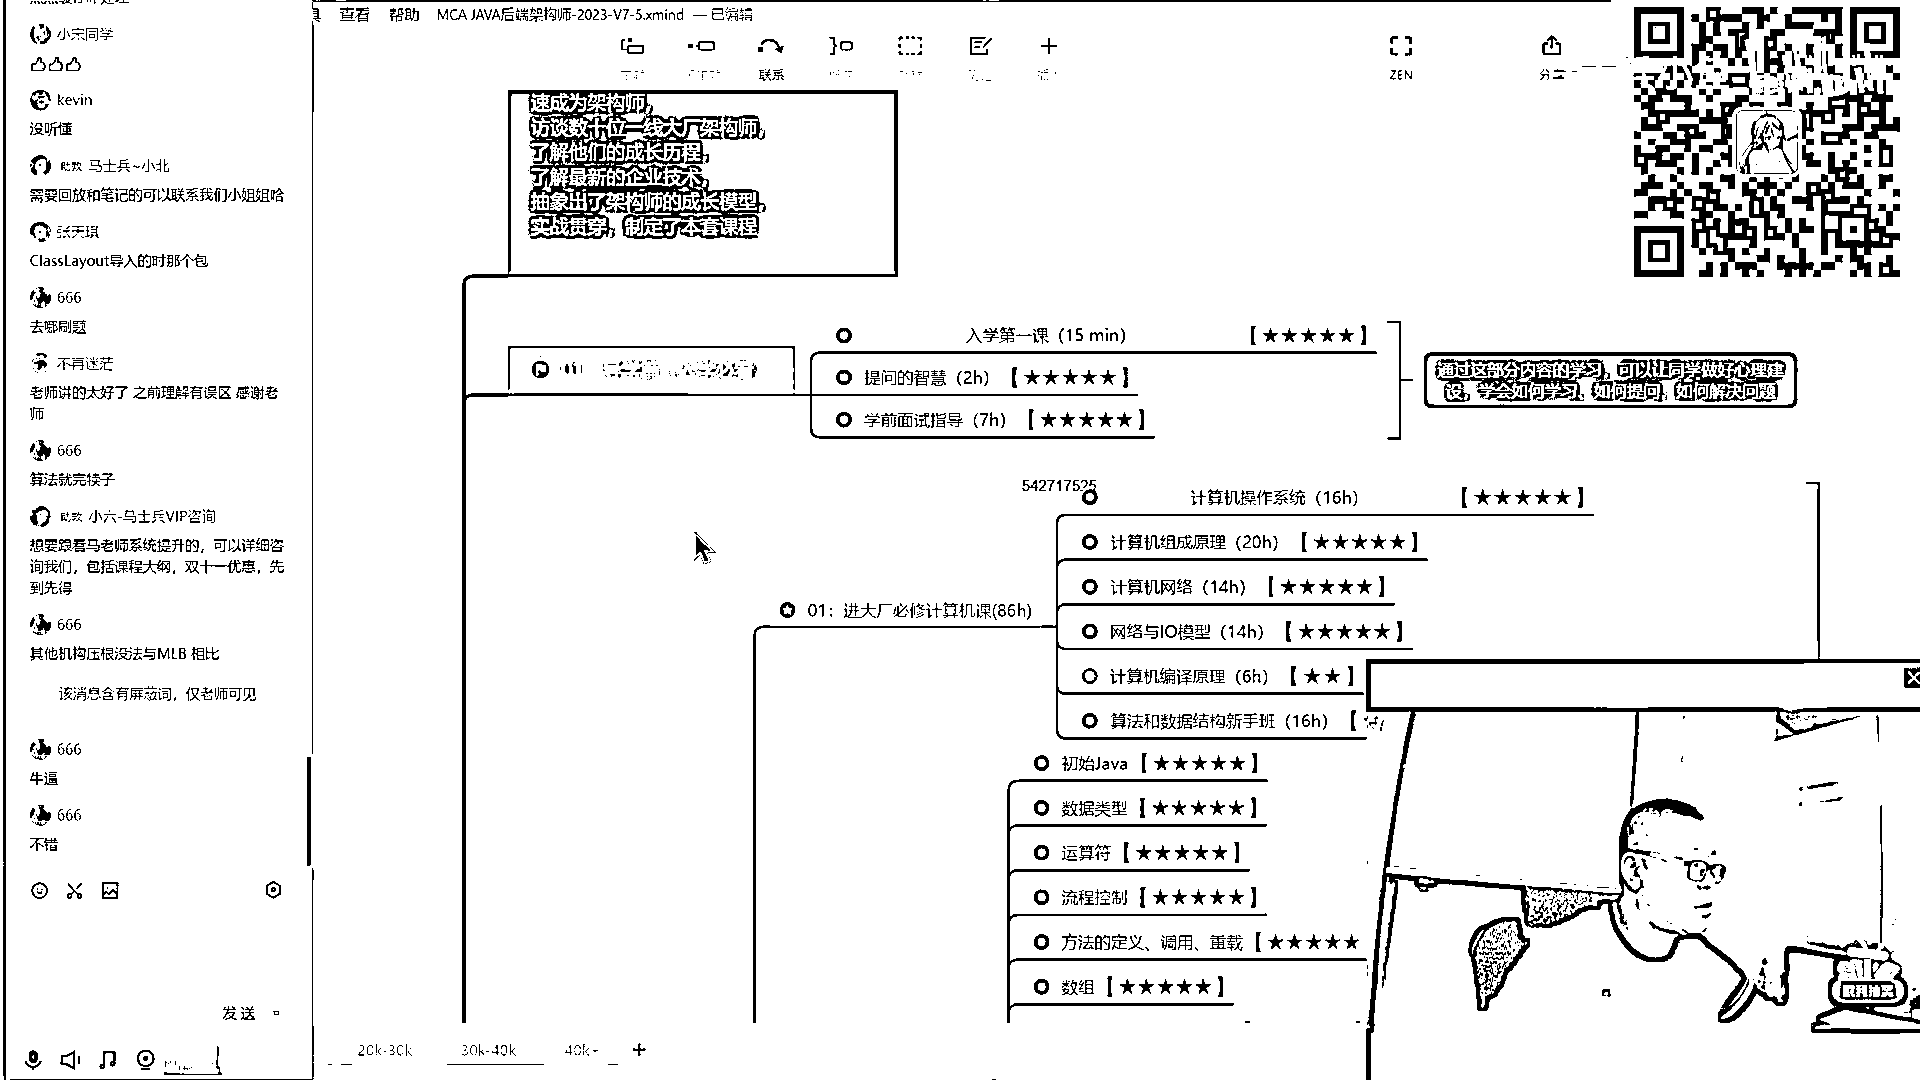 查看 帮助 MCA JAVA后端架构师-2023-V7-5.xmind — 已编辑
联系
ZEN
分享
小宗同学
kevin
没听懂
助教 马士兵~小北
需要回放和笔记的可以联系我们小姐姐哈
张天琪
ClassLayout导入的时那个包
666
去哪刷题
不再迷茫
老师讲的太好了 之前理解有误区 感谢老
师
666
算法就完犊子
助教 小六-马士兵VIP咨询
想要跟着马老师系统提升的，可以详细咨
询我们，包括课程大纲，双十一优惠，先
到先得
666
其他机构压根没法与MLB 相比
该消息含有屏蔽词，仅老师可见
666
牛逼
666
不错
发送
速成为架构师，
访谈数十位一线大厂架构师，
了解他们的成长历程，
了解最新的企业技术，
抽象出了架构师的成长模型，
实战贯穿，制定了本套课程
入学第一课（15 min） 【★★★★★】
提问的智慧（2h）【★★★★★】
学前面试指导（7h）【★★★★★】
通过这部分内容的学习，可以让同学做好心理建
设，学会如何学习、如何提问、如何解决问题
542717525
计算机操作系统（16h） 【★★★★★】
计算机组成原理（20h）【★★★★★】
计算机网络（14h）【★★★★★】
01：进大厂必修计算机课(86h)
网络与IO模型（14h）【★★★★★】
计算机编译原理（6h）【★★】
算法和数据结构新手班（16h）【
初始Java【★★★★★】
数据类型【★★★★★】
运算符【★★★★★】
流程控制【★★★★★】
方法的定义、调用、重载【★★★★★
数组【★★★★★】
20k-30k 30k-40k 40k+